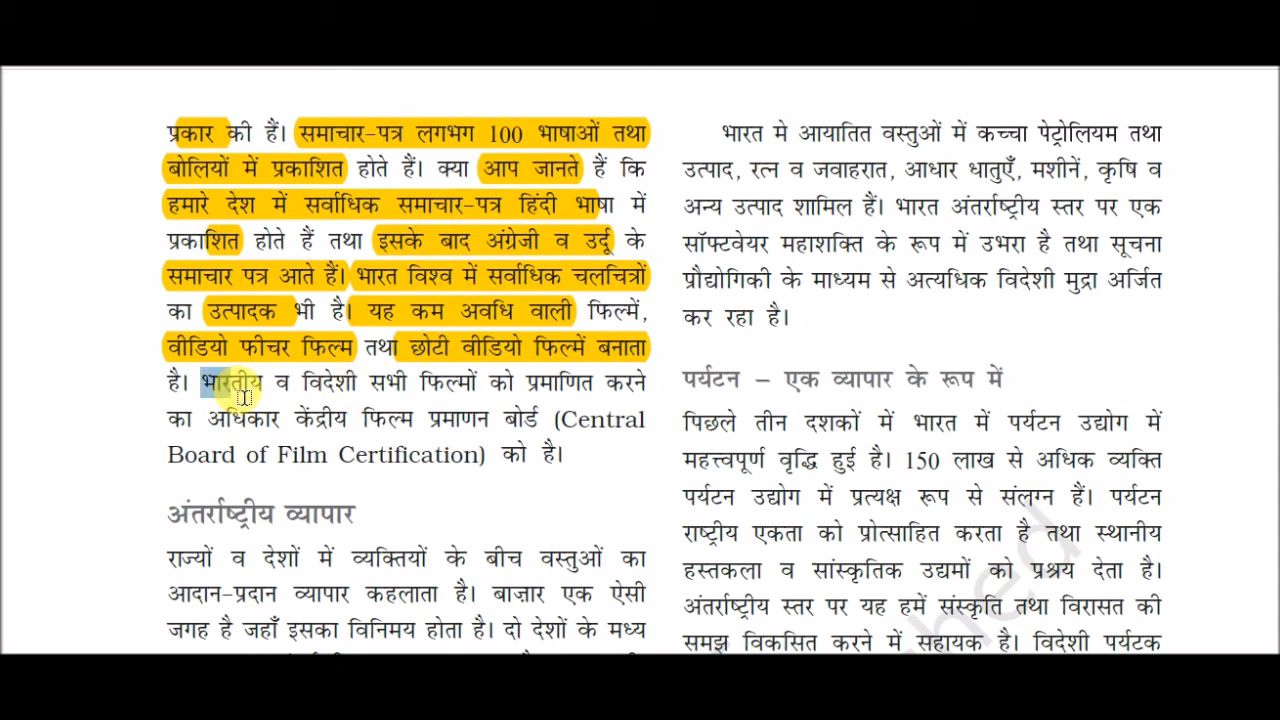 प्रकार की हैं। समाचार-पत्र लगभग 100 भाषाओं तथा
बोलियों में प्रकाशित होते हैं। क्या आप जानते हैं कि
हमारे देश में सर्वाधिक समाचार-पत्र हिंदी भाषा में
प्रकाशित होते हैं तथा इसके बाद अंग्रेजी व उर्दू के
समाचार पत्र आते हैं। भारत विश्व में सर्वाधिक चलचित्रों
का उत्पादक भी है। यह कम अवधि वाली फिल्में,
वीडियो फीचर फिल्म तथा छोटी वीडियो फिल्में बनाता
है। भारतीय व विदेशी सभी फिल्मों को प्रमाणित करने
का अधिकार केंद्रीय फिल्म प्रमाणन बोर्ड (Central
Board of Film Certification) को है।
अंतर्राष्ट्रीय व्यापार
राज्यों व देशों में व्यक्तियों के बीच वस्तुओं का
आदान-प्रदान व्यापार कहलाता है। बाज़ार एक ऐसी
जगह है जहाँ इसका विनिमय होता है। दो देशों के मध्य
भारत मे आयातित वस्तुओं में कच्चा पेट्रोलियम तथा
उत्पाद, रत्न व जवाहरात, आधार धातुएँ, मशीनें, कृषि व
अन्य उत्पाद शामिल हैं। भारत अंतर्राष्ट्रीय स्तर पर एक
सॉफ्टवेयर महाशक्ति के रूप में उभरा है तथा सूचना
प्रौद्योगिकी के माध्यम से अत्यधिक विदेशी मुद्रा अर्जित
कर रहा है।
पर्यटन – एक व्यापार के रूप में
पिछले तीन दशकों में भारत में पर्यटन उद्योग में
महत्त्वपूर्ण वृद्धि हुई है। 150 लाख से अधिक व्यक्ति
पर्यटन उद्योग में प्रत्यक्ष रूप से संलग्न हैं। पर्यटन
राष्ट्रीय एकता को प्रोत्साहित करता है तथा स्थानीय
हस्तकला व सांस्कृतिक उद्यमों को प्रश्रय देता है।
अंतर्राष्ट्रीय स्तर पर यह हमें संस्कृति तथा विरासत की
समझ विकसित करने में सहायक है। विदेशी पर्यटक